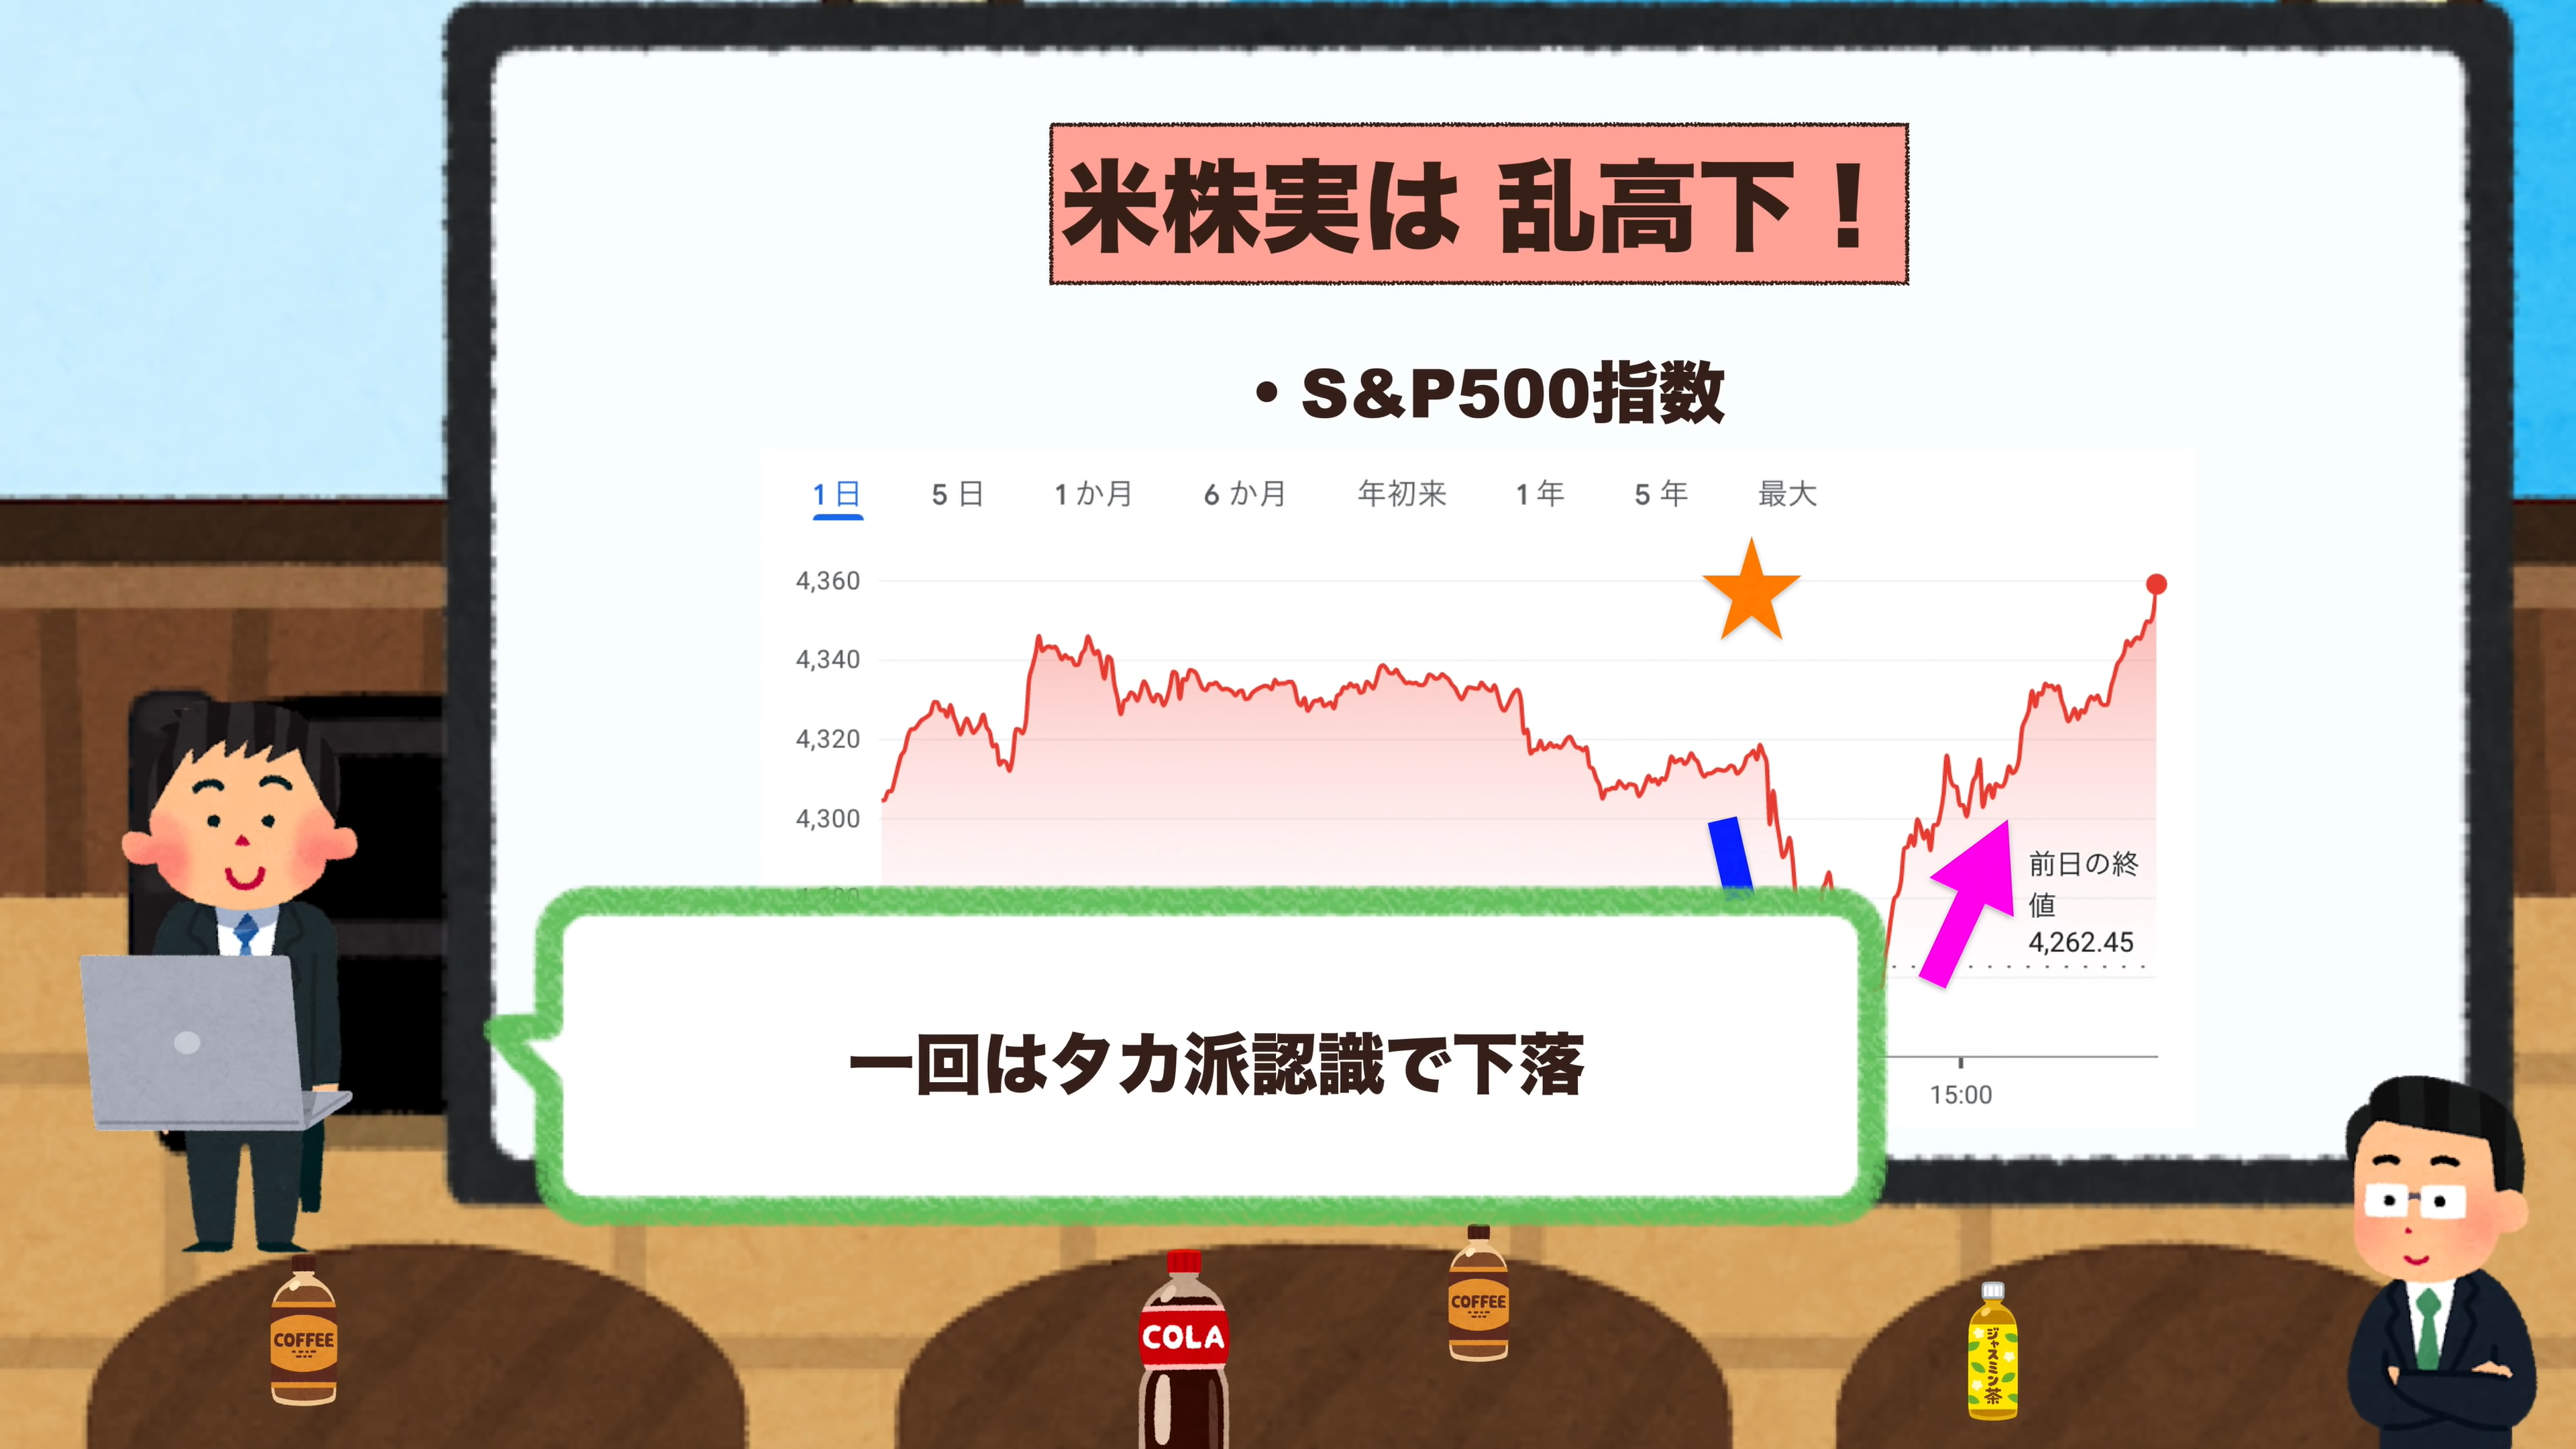 米株実は 乱高下！
・S&P500指数
1日 5日 1か月 6か月 年初来 1年 5年 最大
4,360
4,340
4,320
4,300
前日の終
値
4,262.45
一回はタカ派認識で下落
15:00
COFFEE
COLA
COFFEE
ジャスミン茶